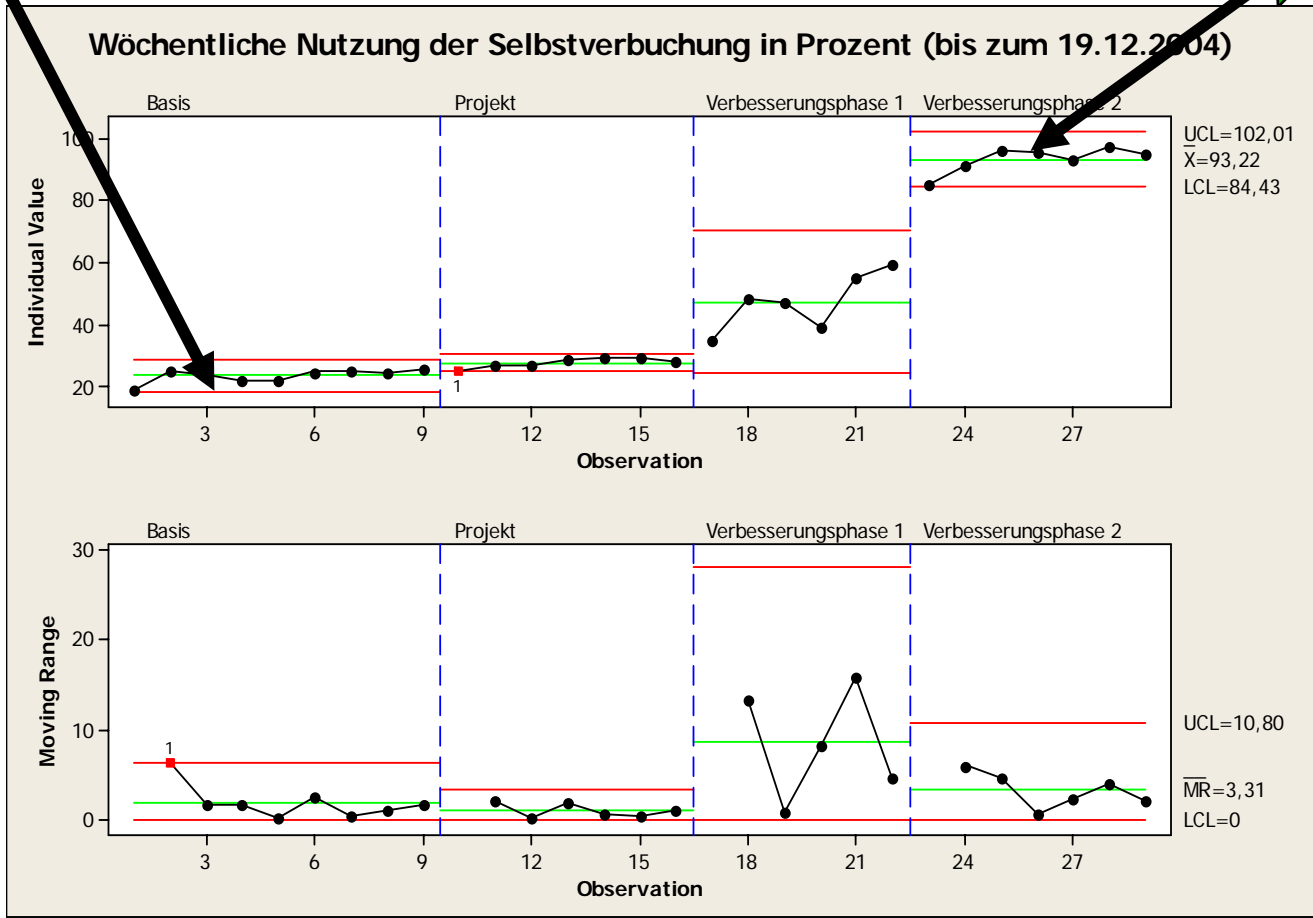 Wöchentliche Nutzung der Selbstverbuchung in Prozent (bis zum 19.12.2004)
Basis Projekt Verbesserungsphase 1 Verbesserungsphase 2
Individual Value
100
80
60
40
20
UCL=102,01
X=93,22
LCL=84,43
1
3 6 9 12 15 18 21 24 27
Observation
Basis Projekt Verbesserungsphase 1 Verbesserungsphase 2
Moving Range
30
20
10
0
1
UCL=10,80
MR=3,31
LCL=0
3 6 9 12 15 18 21 24 27
Observation